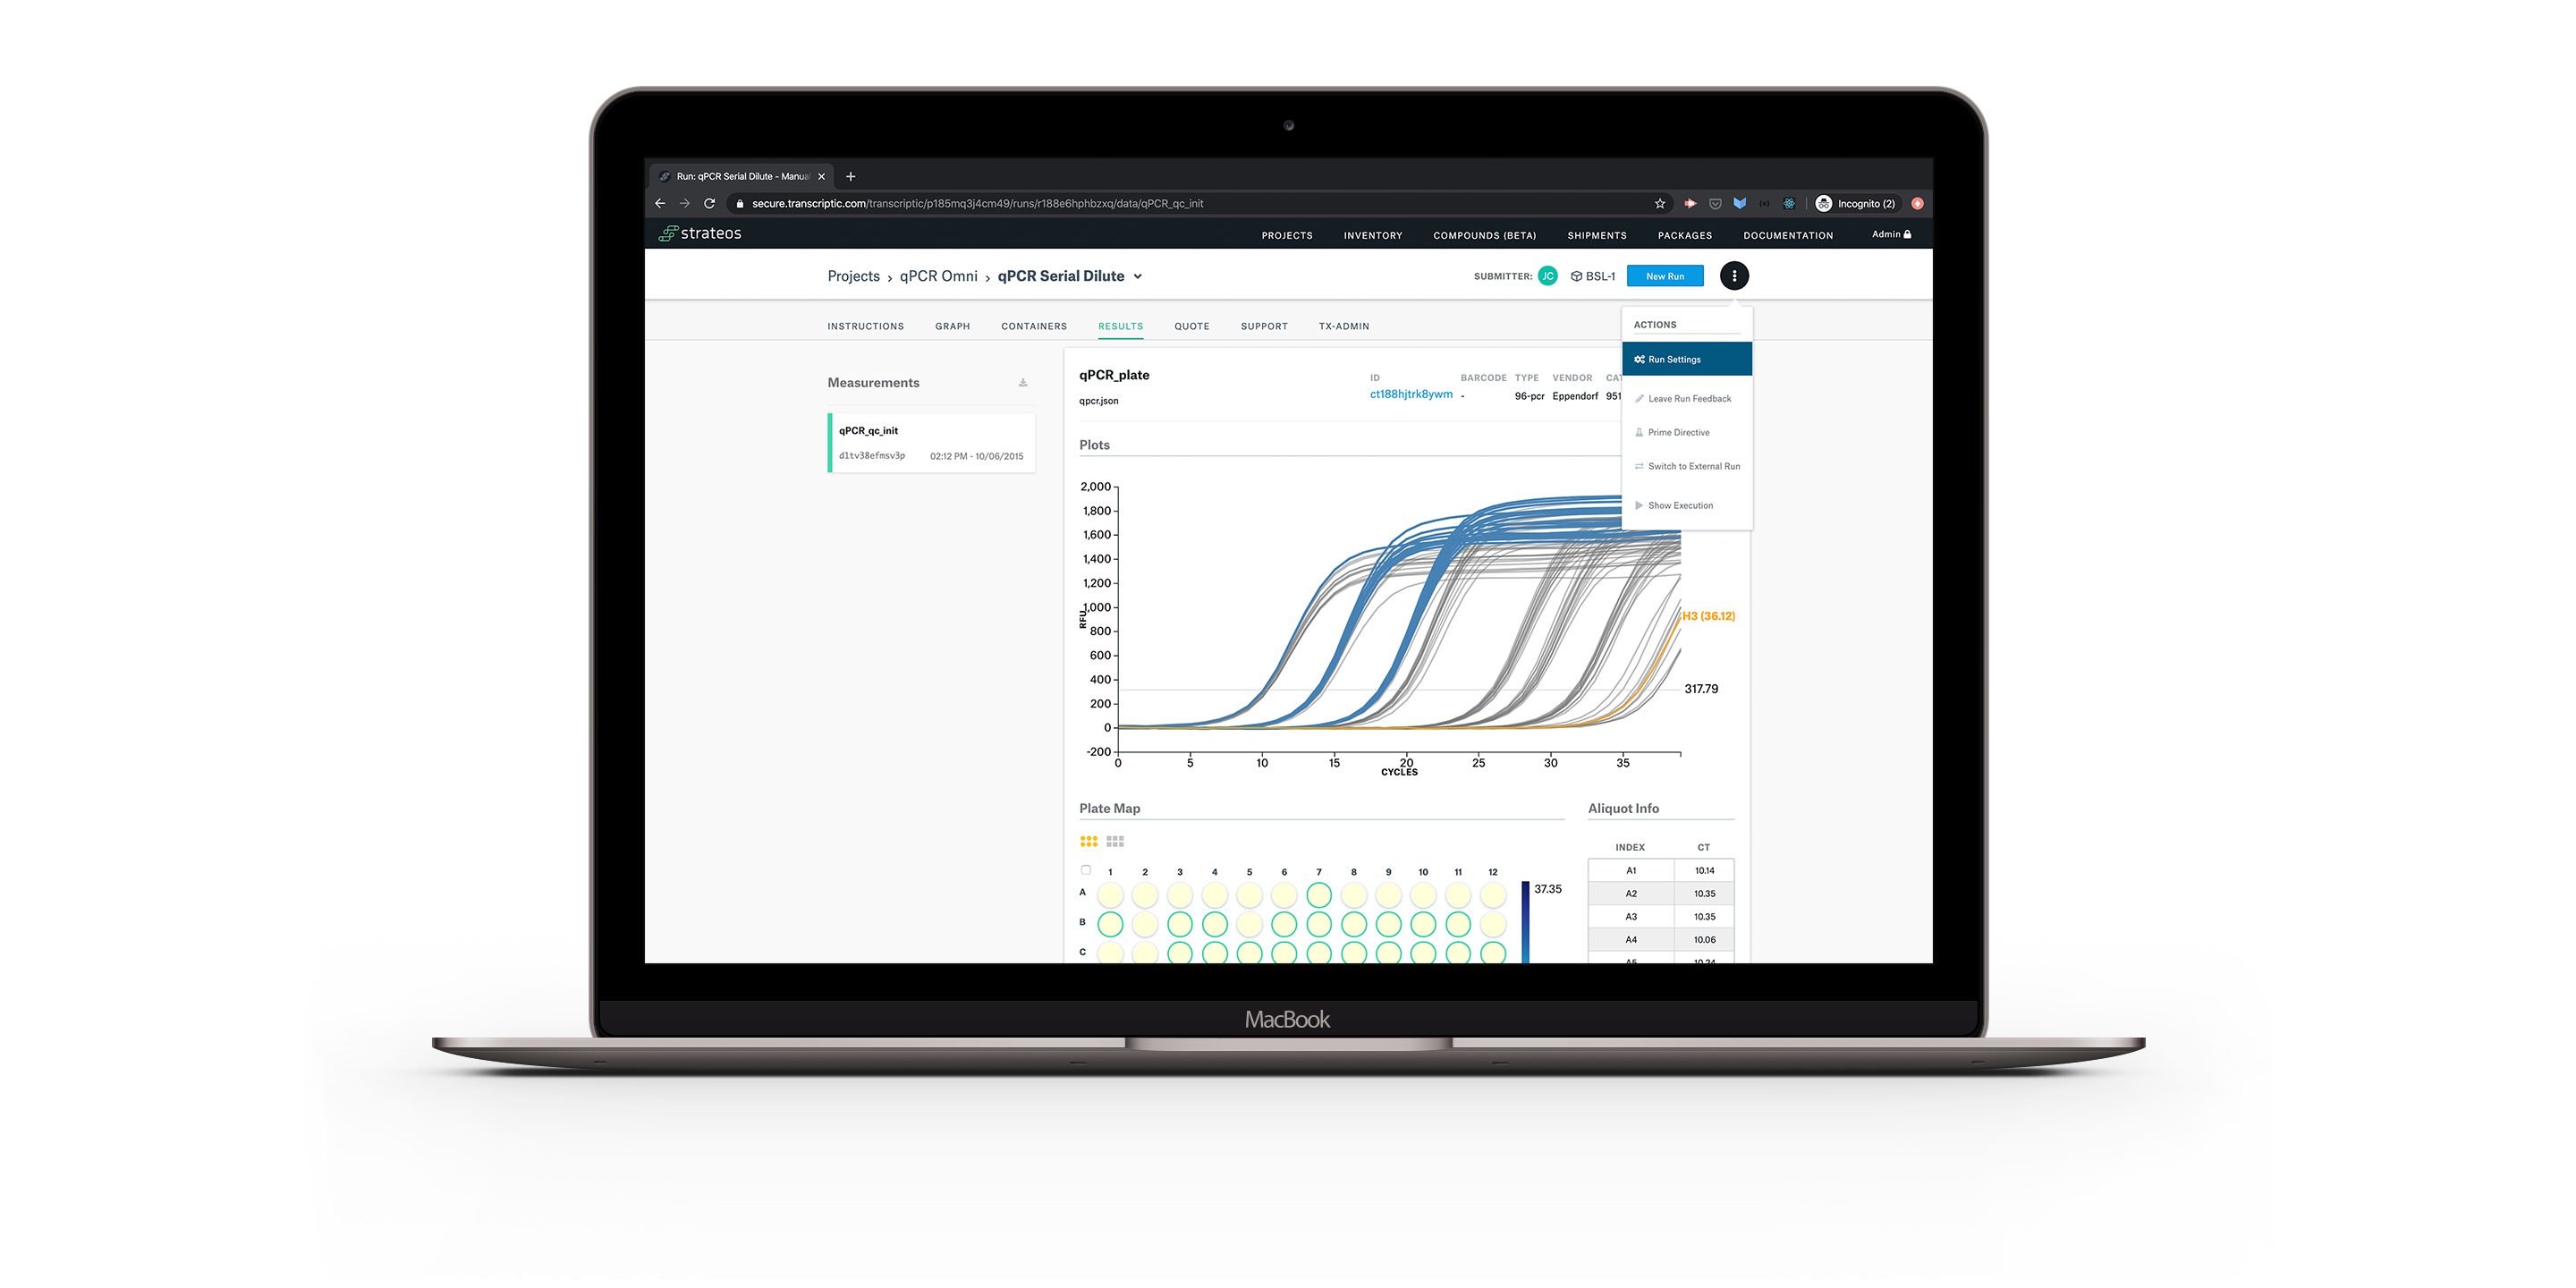 Run: qPCR Serial Dilute - Manual
secure.transcriptic.com/transcriptic/p185mq3j4cm49/runs/r188e6hphbzxq/data/qPCR_qc_init
Incognito (2)
strateos
PROJECTS INVENTORY COMPOUNDS (BETA) SHIPMENTS PACKAGES DOCUMENTATION Admin
Projects › qPCR Omni › qPCR Serial Dilute
SUBMITTER: JC BSL-1 New Run
INSTRUCTIONS GRAPH CONTAINERS RESULTS QUOTE SUPPORT TX-ADMIN
ACTIONS
Run Settings
Leave Run Feedback
Prime Directive
Switch to External Run
Show Execution
Measurements
qPCR_qc_init
d1tv38efmsv3p 02:12 PM - 10/06/2015
qPCR_plate
qpcr.json
ID BARCODE TYPE VENDOR CAT
ct188hjtrk8ywm - 96-pcr Eppendorf 951
Plots
2,000
1,800
1,600
1,400
1,200
1,000
800
600
400
200
0
-200
RFU
0 5 10 15 20 25 30 35
CYCLES
H3 (36.12)
317.79
Plate Map
1 2 3 4 5 6 7 8 9 10 11 12
A
B
C
37.35
Aliquot Info
INDEX CT
A1 10.14
A2 10.35
A3 10.35
A4 10.06
A5 10.24
MacBook